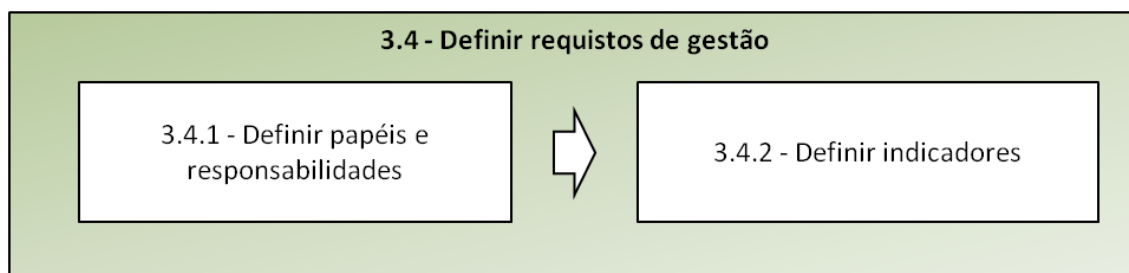 3.4 - Definir requistos de gestão
3.4.1 - Definir papéis e
responsabilidades
3.4.2 - Definir indicadores